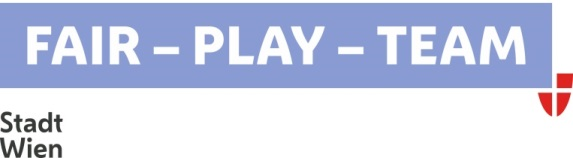 FAIR – PLAY – TEAM
Stadt
Wien